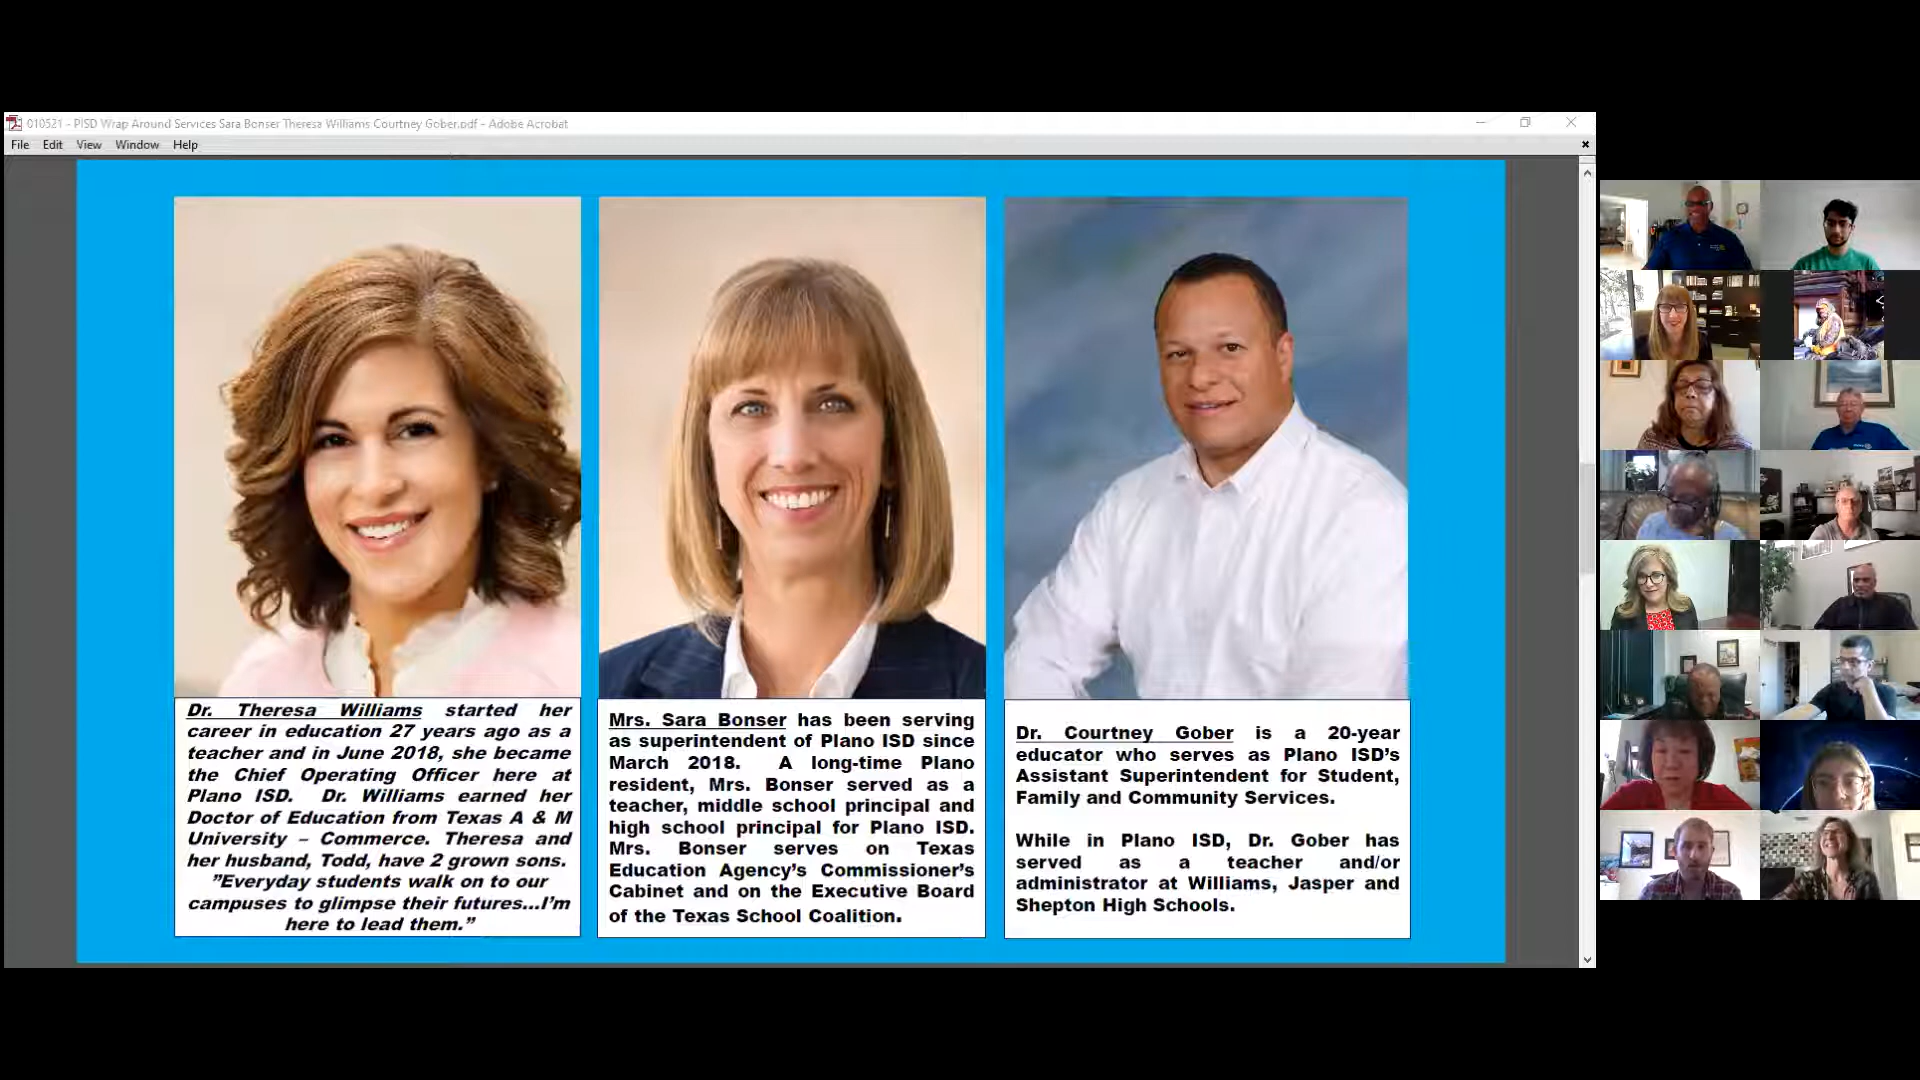 010521 - PISD Wrap Around Services Sara Bonser Theresa Williams Courtney Gober.pdf - Adobe Acrobat
File Edit View Window Help
Dr. Theresa Williams started her
career in education 27 years ago as a
teacher and in June 2018, she became
the Chief Operating Officer here at
Plano ISD. Dr. Williams earned her
Doctor of Education from Texas A & M
University – Commerce. Theresa and
her husband, Todd, have 2 grown sons.
”Everyday students walk on to our
campuses to glimpse their futures...I’m
here to lead them.”
Mrs. Sara Bonser has been serving
as superintendent of Plano ISD since
March 2018. A long-time Plano
resident, Mrs. Bonser served as a
teacher, middle school principal and
high school principal for Plano ISD.
Mrs. Bonser serves on Texas
Education Agency’s Commissioner’s
Cabinet and on the Executive Board
of the Texas School Coalition.
Dr. Courtney Gober is a 20-year
educator who serves as Plano ISD’s
Assistant Superintendent for Student,
Family and Community Services.
While in Plano ISD, Dr. Gober has
served as a teacher and/or
administrator at Williams, Jasper and
Shepton High Schools.